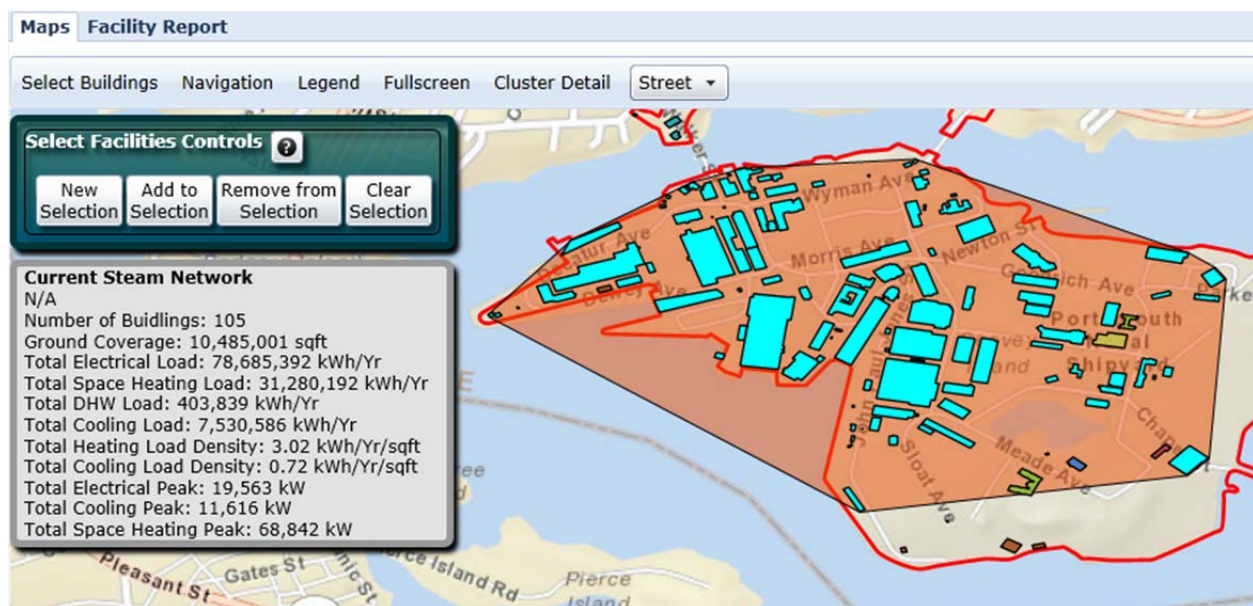 Maps Facility Report
Select Buildings Navigation Legend Fullscreen Cluster Detail Street
Select Facilities Controls ?
New Selection
Add to Selection
Remove from Selection
Clear Selection
Current Steam Network
N/A
Number of Buidlings: 105
Ground Coverage: 10,485,001 sqft
Total Electrical Load: 78,685,392 kWh/Yr
Total Space Heating Load: 31,280,192 kWh/Yr
Total DHW Load: 403,839 kWh/Yr
Total Cooling Load: 7,530,586 kWh/Yr
Total Heating Load Density: 3.02 kWh/Yr/sqft
Total Cooling Load Density: 0.72 kWh/Yr/sqft
Total Electrical Peak: 19,563 kW
Total Cooling Peak: 11,616 kW
Total Space Heating Peak: 68,842 kW
Wyman Ave
Decatur Ave
Morris Ave
Newton St
Dewey Ave
Goodrich Ave
Parke
Island
Shipyard
Meade Ave
Sloat Ave
Pleasant St
Gates St
Pierce Island Rd
Pierce
Island